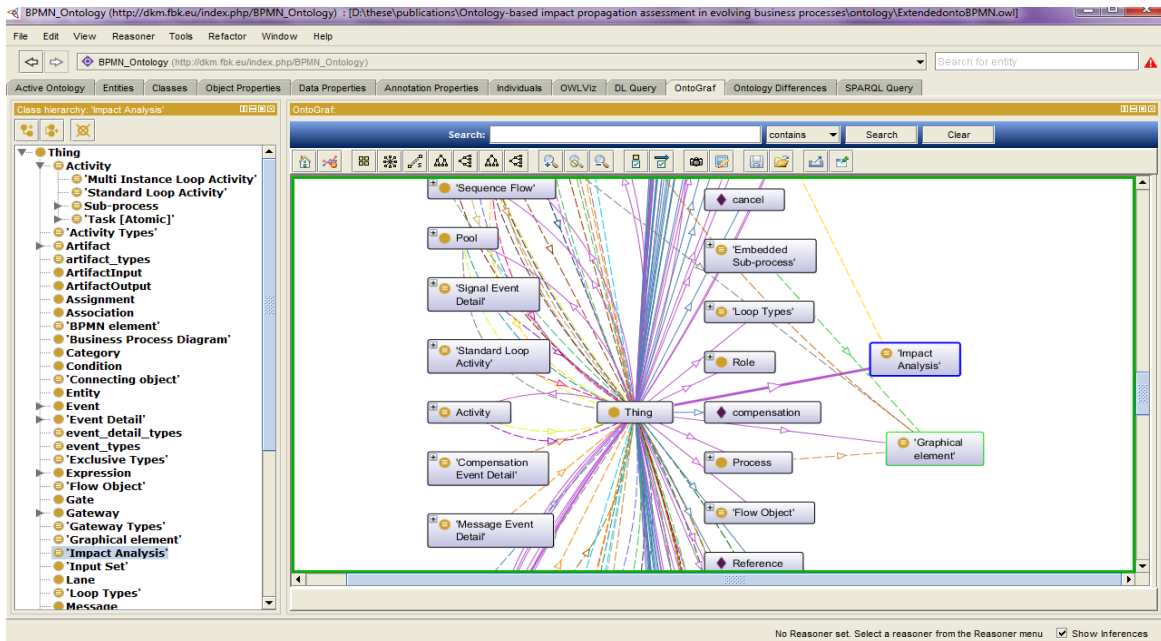 BPMN_Ontology (http://dkm.fbk.eu/index.php/BPMN_Ontology) : [D:\these\publications\Ontology-based impact propagation assessment in evolving business processes\ontology\ExtendedontoBPMN.owl]
File Edit View Reasoner Tools Refactor Window Help
BPMN_Ontology (http://dkm.fbk.eu/index.php/BPMN_Ontology)
Search for entity
Active Ontology Entities Classes Object Properties Data Properties Annotation Properties Individuals OWLViz DL Query OntoGraf Ontology Differences SPARQL Query
Class hierarchy: 'Impact Analysis'
Thing
Activity
'Multi Instance Loop Activity'
'Standard Loop Activity'
Sub-process
'Task [Atomic]'
'Activity Types'
Artifact
artifact_types
ArtifactInput
ArtifactOutput
Assignment
Association
'BPMN element'
'Business Process Diagram'
Category
Condition
'Connecting object'
Entity
Event
'Event Detail'
event_detail_types
event_types
'Exclusive Types'
Expression
'Flow Object'
Gate
Gateway
'Gateway Types'
'Graphical element'
'Impact Analysis'
'Input Set'
Lane
'Loop Types'
Message
OntoGraf:
Search: contains Search Clear
'Sequence Flow'
cancel
Pool
'Embedded
Sub-process'
'Signal Event
Detail'
'Loop Types'
'Standard Loop
Activity'
Role
'Impact
Analysis'
Activity
Thing
compensation
'Graphical
element'
'Compensation
Event Detail'
Process
'Message Event
Detail'
'Flow Object'
Reference
No Reasoner set. Select a reasoner from the Reasoner menu Show Inferences